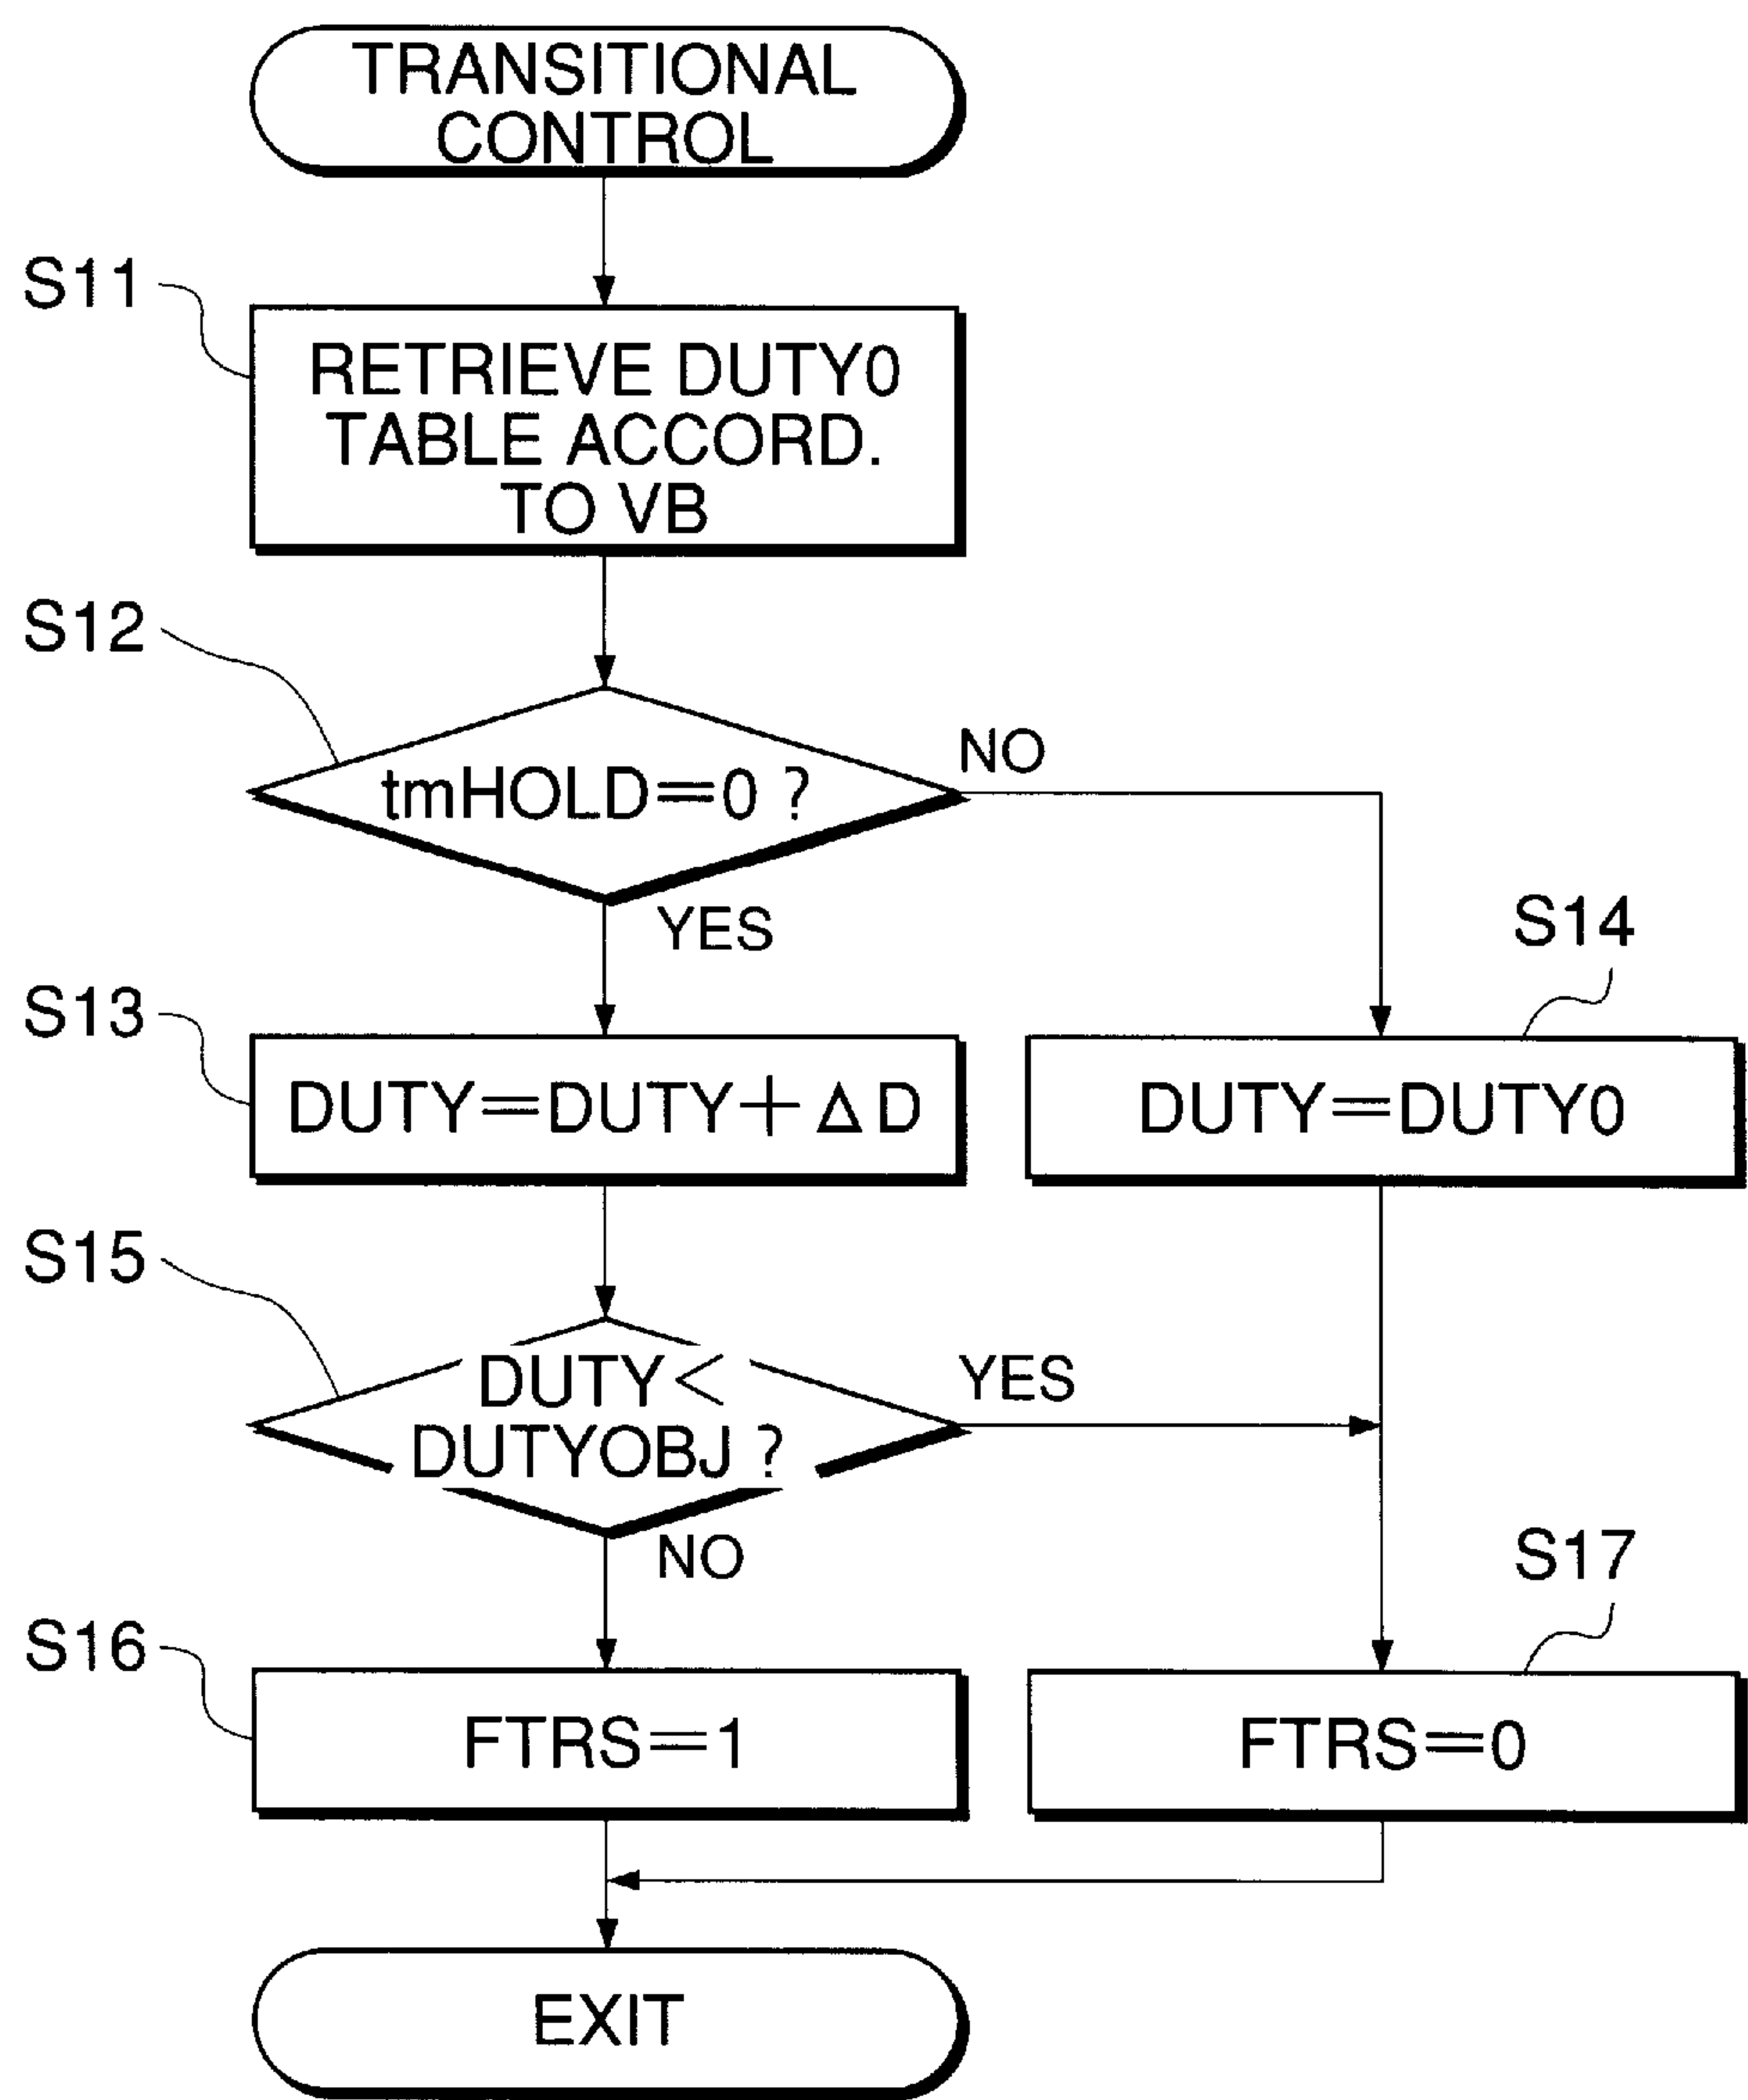 TRANSITIONAL
CONTROL
S11
RETRIEVE DUTY0
TABLE ACCORD.
TO VB
S12
tmHOLD=0 ?
NO
YES
S14
S13
DUTY=DUTY+ΔD
DUTY=DUTY0
S15
DUTY<
DUTYOBJ ?
YES
NO
S17
S16
FTRS=1
FTRS=0
EXIT